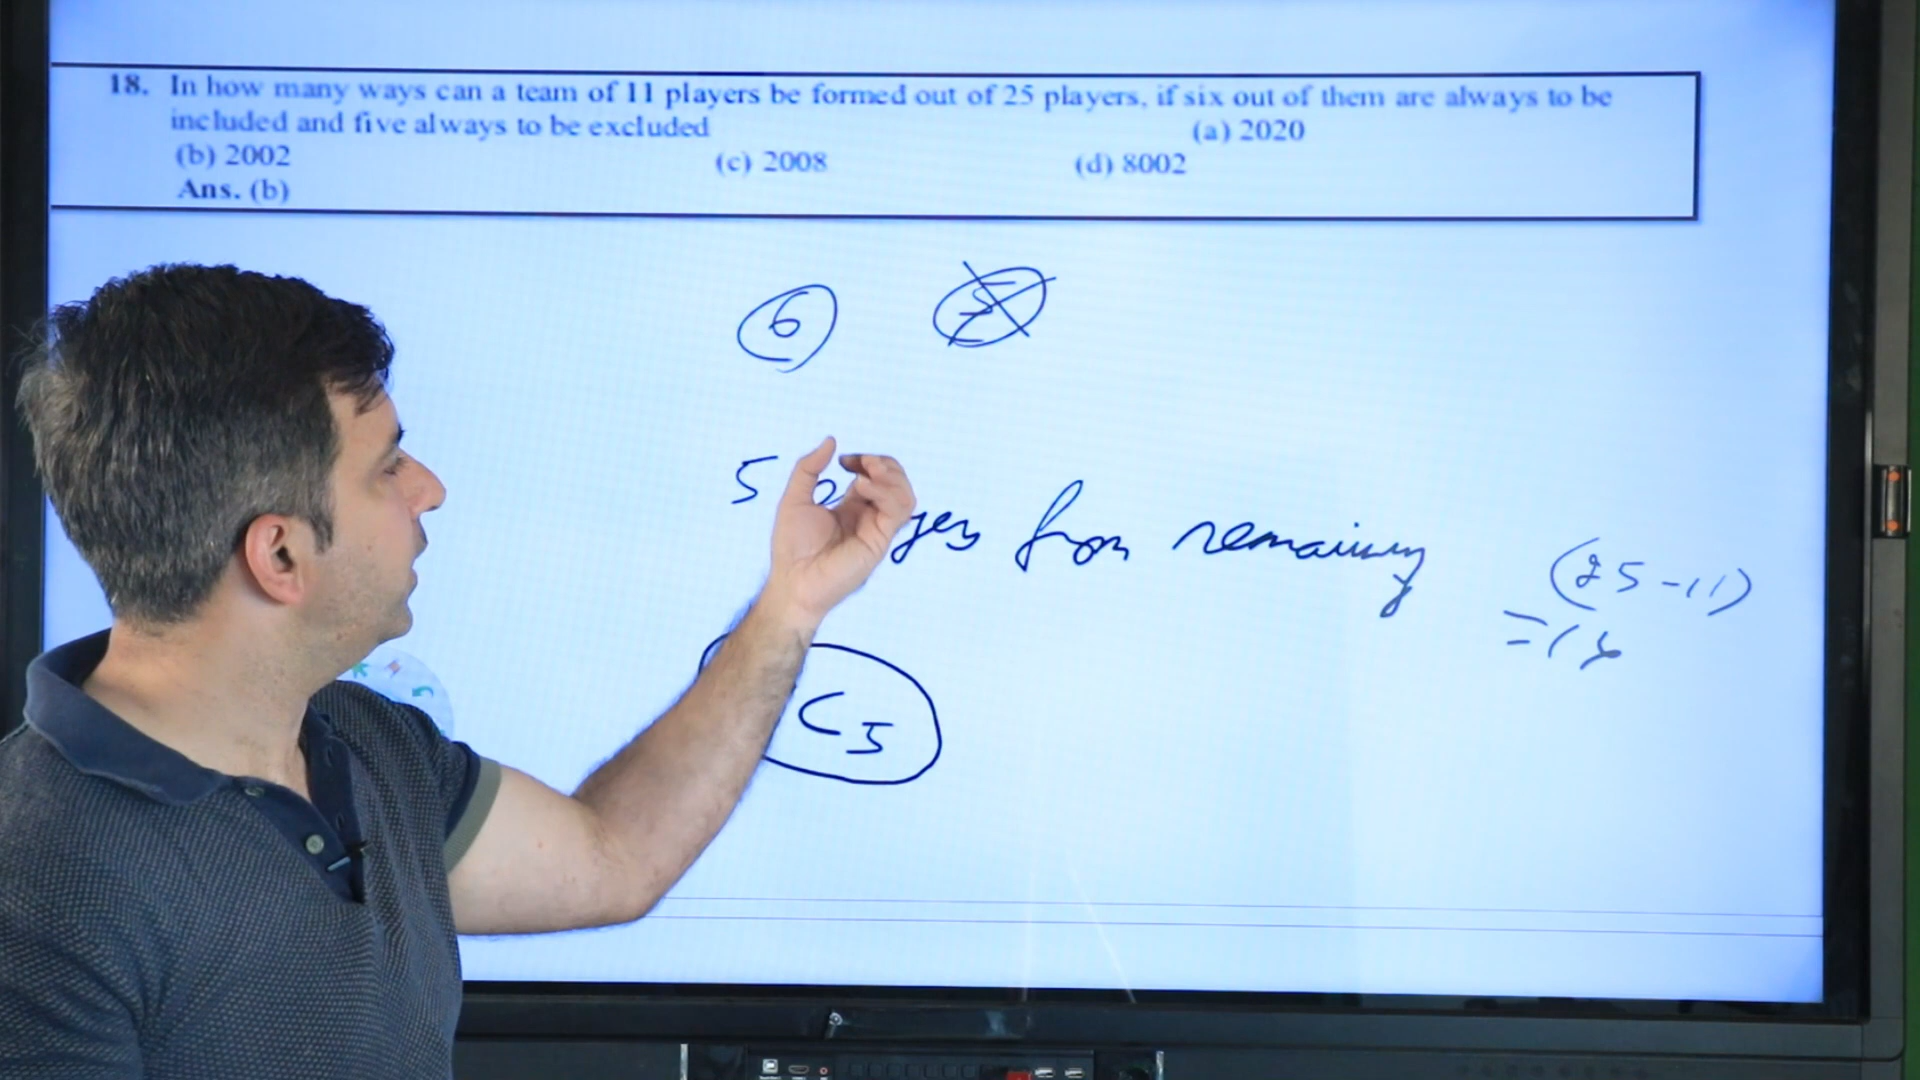 18. In how many ways can a team of 11 players be formed out of 25 players, if six out of them are always to be
included and five always to be excluded (a) 2020
(b) 2002 (c) 2008 (d) 8002
Ans. (b)
6 5
5 from remaining (25-11)
=14
C5